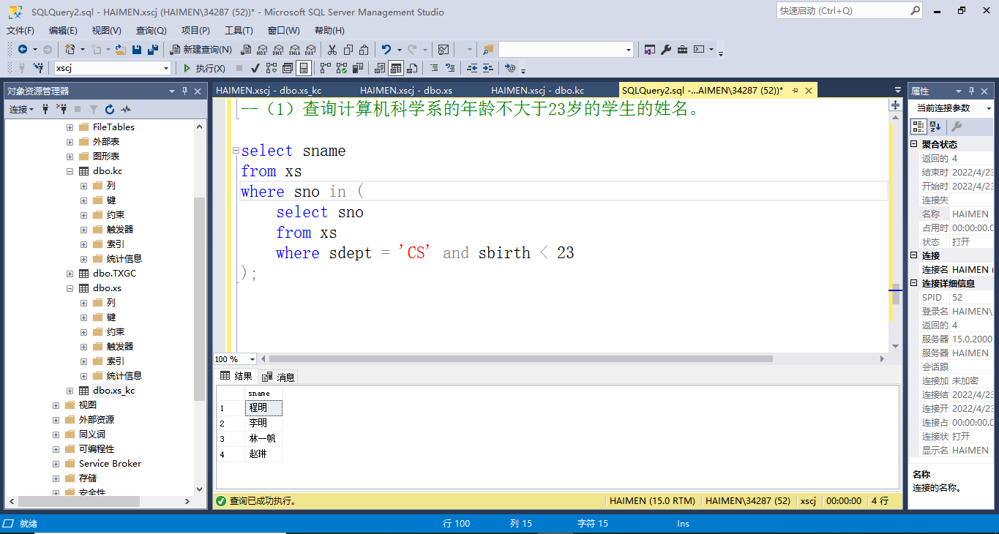 SQLQuery2.sql - HAIMEN.xscj (HAIMEN\34287 (52))* - Microsoft SQL Server Management Studio
快速启动 (Ctrl+Q)
文件(F) 编辑(E) 视图(V) 查询(Q) 项目(P) 工具(T) 窗口(W) 帮助(H)
新建查询(N) MDX DMX XMLA DAX
xscj 执行(X)
对象资源管理器
连接
FileTables
外部表
图形表
dbo.kc
列
键
约束
触发器
索引
统计信息
dbo.TXGC
dbo.xs
列
键
约束
触发器
索引
统计信息
dbo.xs_kc
视图
外部资源
同义词
可编程性
Service Broker
存储
安全性
HAIMEN.xscj - dbo.xs_kc HAIMEN.xscj - dbo.xs HAIMEN.xscj - dbo.kc SQLQuery2.sql -...AIMEN\34287 (52))*
--（1）查询计算机科学系的年龄不大于23岁的学生的姓名。
select sname
from xs
where sno in (
select sno
from xs
where sdept = 'CS' and sbirth < 23
);
100 %
结果 消息
sname
1 程明
2 李明
3 林一帆
4 赵琳
查询已成功执行。 HAIMEN (15.0 RTM) HAIMEN\34287 (52) xscj 00:00:00 4 行
属性
当前连接参数
聚合状态
返回的 4
结束时 2022/4/23
开始时 2022/4/23
连接失
名称 HAIMEN
占用时 00:00:00.0
状态 打开
连接
连接名 HAIMEN (
连接详细信息
SPID 52
登录名 HAIMEN\
返回的 4
服务器 15.0.2000
服务器 HAIMEN
会话跟
连接加 未加密
连接结 2022/4/23
连接开 2022/4/23
连接占 00:00:00.0
连接状 打开
显示名 HAIMEN
名称
连接的名称。
就绪 行 100 列 15 字符 15 Ins